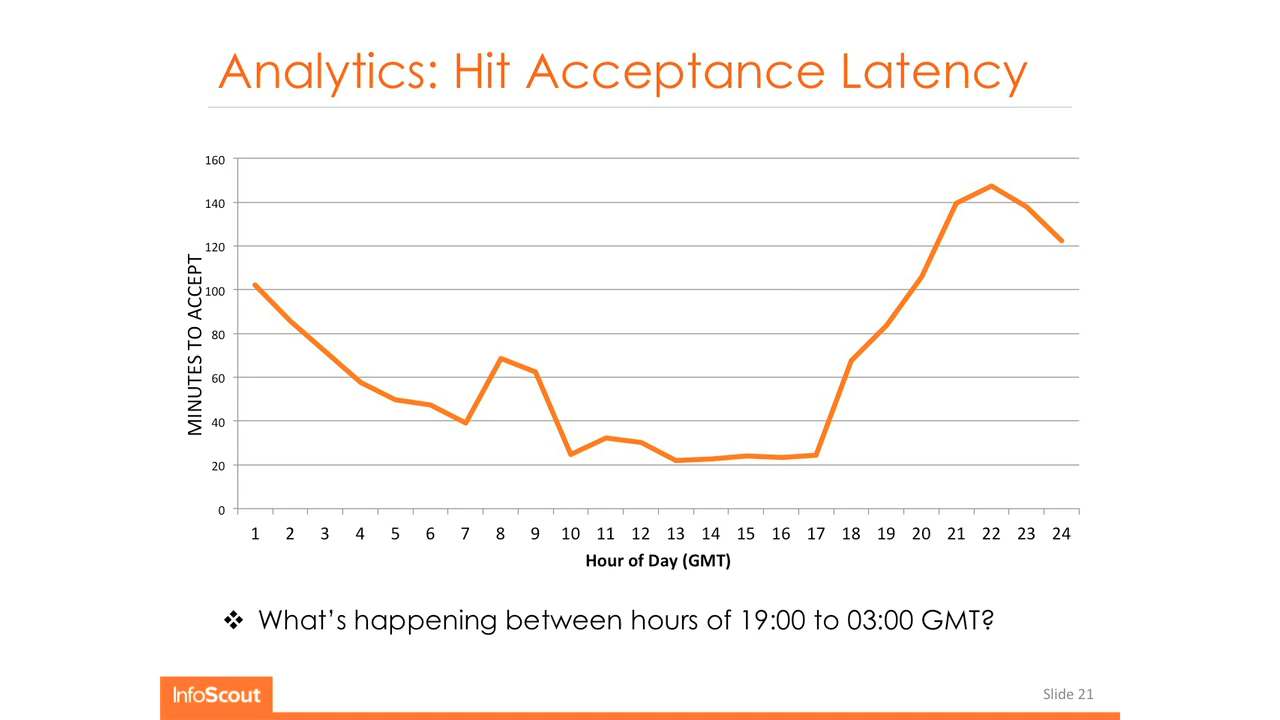 Analytics: Hit Acceptance Latency
MINUTES TO ACCEPT
160
140
120
100
80
60
40
20
0
1 2 3 4 5 6 7 8 9 10 11 12 13 14 15 16 17 18 19 20 21 22 23 24
Hour of Day (GMT)
❖ What’s happening between hours of 19:00 to 03:00 GMT?
InfoScout
Slide 21